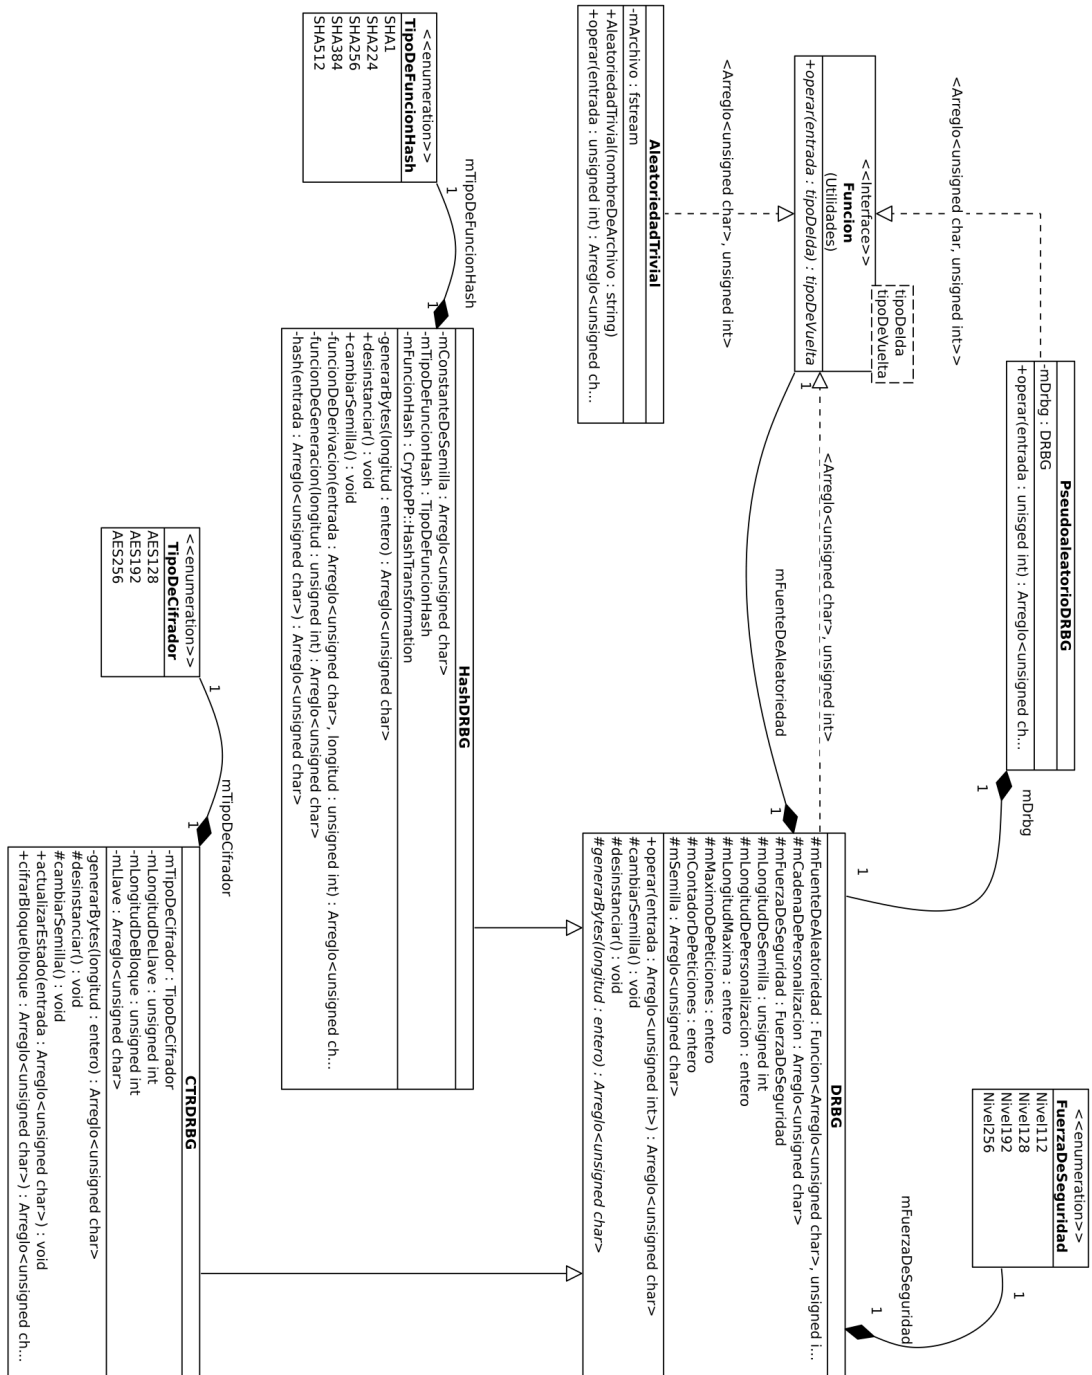 <<enumeration>>
FuerzaDeSeguridad
Nivel112
Nivel128
Nivel192
Nivel256
1
mFuerzaDeSeguridad
1
PseudoaleatorioDRBG
-mDrbg : DRBG
+operar(entrada : unisged int) : Arreglo<unsigned ch...
mDrbg
1
1
<Arreglo<unsigned char, unsigned int>>
tipoDeIda
tipoDeVuelta
<<Interface>>
Funcion
(Utilidades)
+operar(entrada : tipoDeIda) : tipoDeVuelta
1
<Arreglo<unsigned char>, unsigned int>
mFuenteDeAleatoriedad
1
<Arreglo<unsigned char>, unsigned int>
AleatoriedadTrivial
-mArchivo : fstream
+AleatoriedadTrivial(nombreDeArchivo : string)
+operar(entrada : unsigned int) : Arreglo<unsigned ch...
DRBG
#mFuenteDeAleatoriedad : Funcion<Arreglo<unsigned char>, unsigned i...
#mCadenaDePersonalizacion : Arreglo<unsigned char>
#mFuerzaDeSeguridad : FuerzaDeSeguridad
#mLongitudDeSemilla : unsigned int
#mLongitudDePersonalizacion : entero
#mLongitudMaxima : entero
#mMaximoDePeticiones : entero
#mContadorDePeticiones : entero
#mSemilla : Arreglo<unsigned char>
+operar(entrada : Arreglo<unsigned int>) : Arreglo<unsigned char>
#cambiarSemilla() : void
#desinstanciar() : void
#generarBytes(longitud : entero) : Arreglo<unsigned char>
<<enumeration>>
TipoDeFuncionHash
SHA1
SHA224
SHA256
SHA384
SHA512
mTipoDeFuncionHash
1
1
HashDRBG
-mConstanteDeSemilla : Arreglo<unsigned char>
-mTipoDeFuncionHash : TipoDeFuncionHash
-mFuncionHash : CryptoPP::HashTransformation
-generarBytes(longitud : entero) : Arreglo<unsigned char>
+desinstanciar() : void
+cambiarSemilla() : void
-funcionDeDerivacion(entrada : Arreglo<unsigned char>, longitud : unsigned int) : Arreglo<unsigned ch...
-funcionDeGeneracion(longitud : unsigned int) : Arreglo<unsigned char>
-hash(entrada : Arreglo<unsigned char>) : Arreglo<unsigned char>
<<enumeration>>
TipoDeCifrador
AES128
AES192
AES256
1
mTipoDeCifrador
1
CTRDRBG
-mTipoDeCifrador : TipoDeCifrador
-mLongitudDeLlave : unsigned int
-mLongitudDeBloque : unsigned int
-mLlave : Arreglo<unsigned char>
-generarBytes(longitud : entero) : Arreglo<unsigned char>
#desinstanciar() : void
#cambiarSemilla() : void
+actualizarEstado(entrada : Arreglo<unsigned char>) : void
+cifrarBloque(bloque : Arreglo<unsigned char>) : Arreglo<unsigned ch...